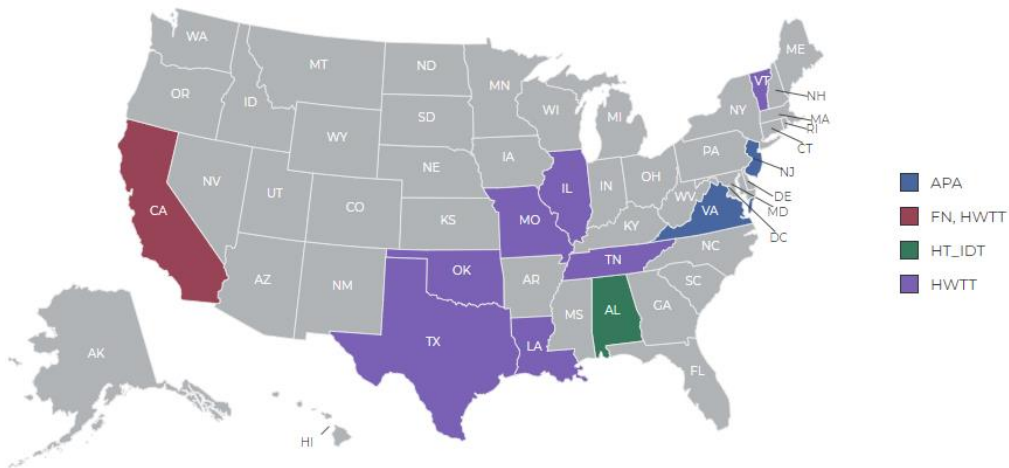 WA
MT
ND
MN
ME
OR
ID
SD
WI
MI
NY
VT
NH
MA
RI
CT
WY
IA
PA
NJ
NE
NV
UT
CO
IL
IN
OH
WV
VA
DE
MD
DC
CA
KS
MO
KY
NC
TN
AZ
NM
OK
AR
SC
MS
AL
GA
TX
LA
FL
AK
HI
APA
FN, HWTT
HT_IDT
HWTT